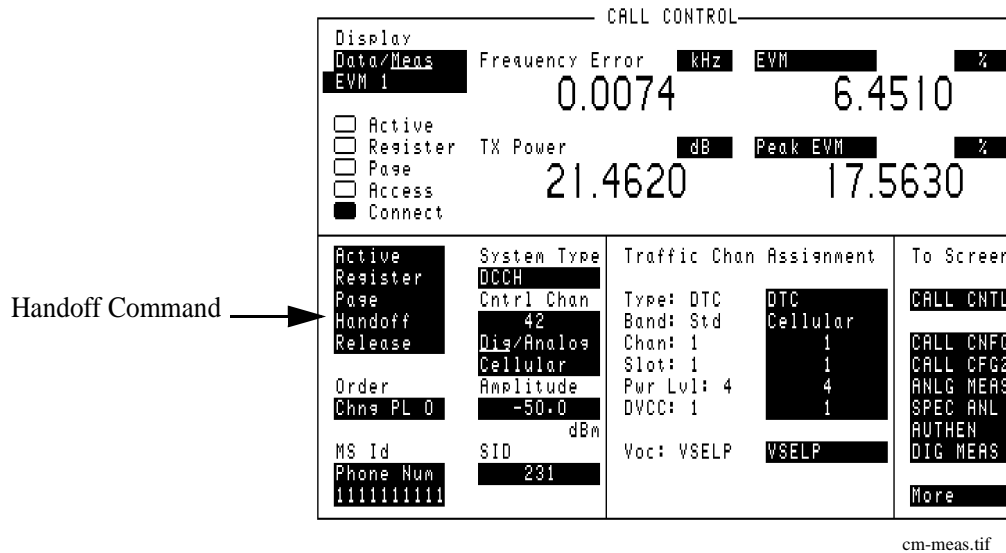 CALL CONTROL
Display
Data/Meas
EVM 1
Frequency Error kHz
0.0074
EVM %
6.4510
Active
Register
Page
Access
Connect
TX Power dB
21.4620
Peak EVM %
17.5630
Handoff Command
Active
Register
Page
Handoff
Release
Order
Chng PL 0
MS Id
Phone Num
1111111111
System Type
DCCH
Cntrl Chan
42
Dig/Analog
Cellular
Amplitude
-50.0
dBm
SID
231
Traffic Chan Assignment
Type: DTC DTC
Band: Std Cellular
Chan: 1 1
Slot: 1 1
Pwr Lvl: 4 4
DVCC: 1 1
Voc: VSELP VSELP
To Screen
CALL CNTL
CALL CNFG
CALL CFG2
ANLG MEAS
SPEC ANL
AUTHEN
DIG MEAS
More
cm-meas.tif